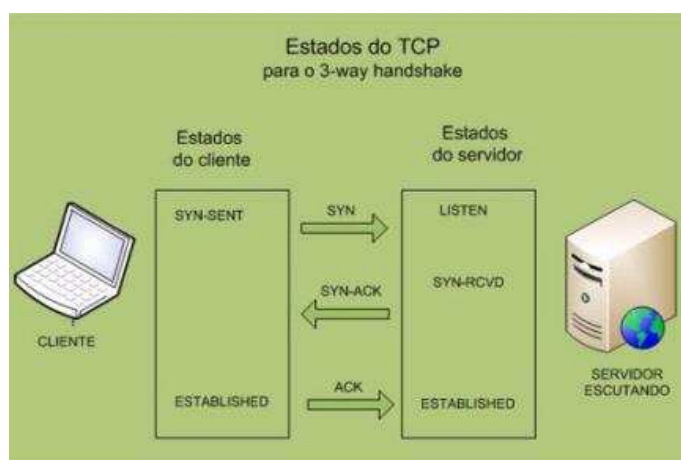 Estados do TCP
para o 3-way handshake
Estados
do cliente
Estados
do servidor
SYN-SENT
SYN
LISTEN
SYN-ACK
SYN-RCVD
CLIENTE
ESTABLISHED
ACK
ESTABLISHED
SERVIDOR
ESCUTANDO